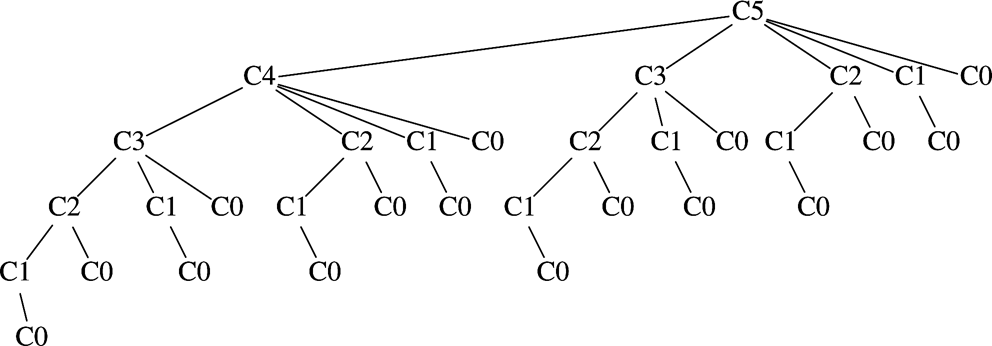 C5
C4 C3 C2 C1 C0
C3 C2 C1 C0 C2 C1 C0 C1 C0 C0
C2 C1 C0 C1 C0 C0 C1 C0 C0 C0
C1 C0 C0 C0 C0
C0